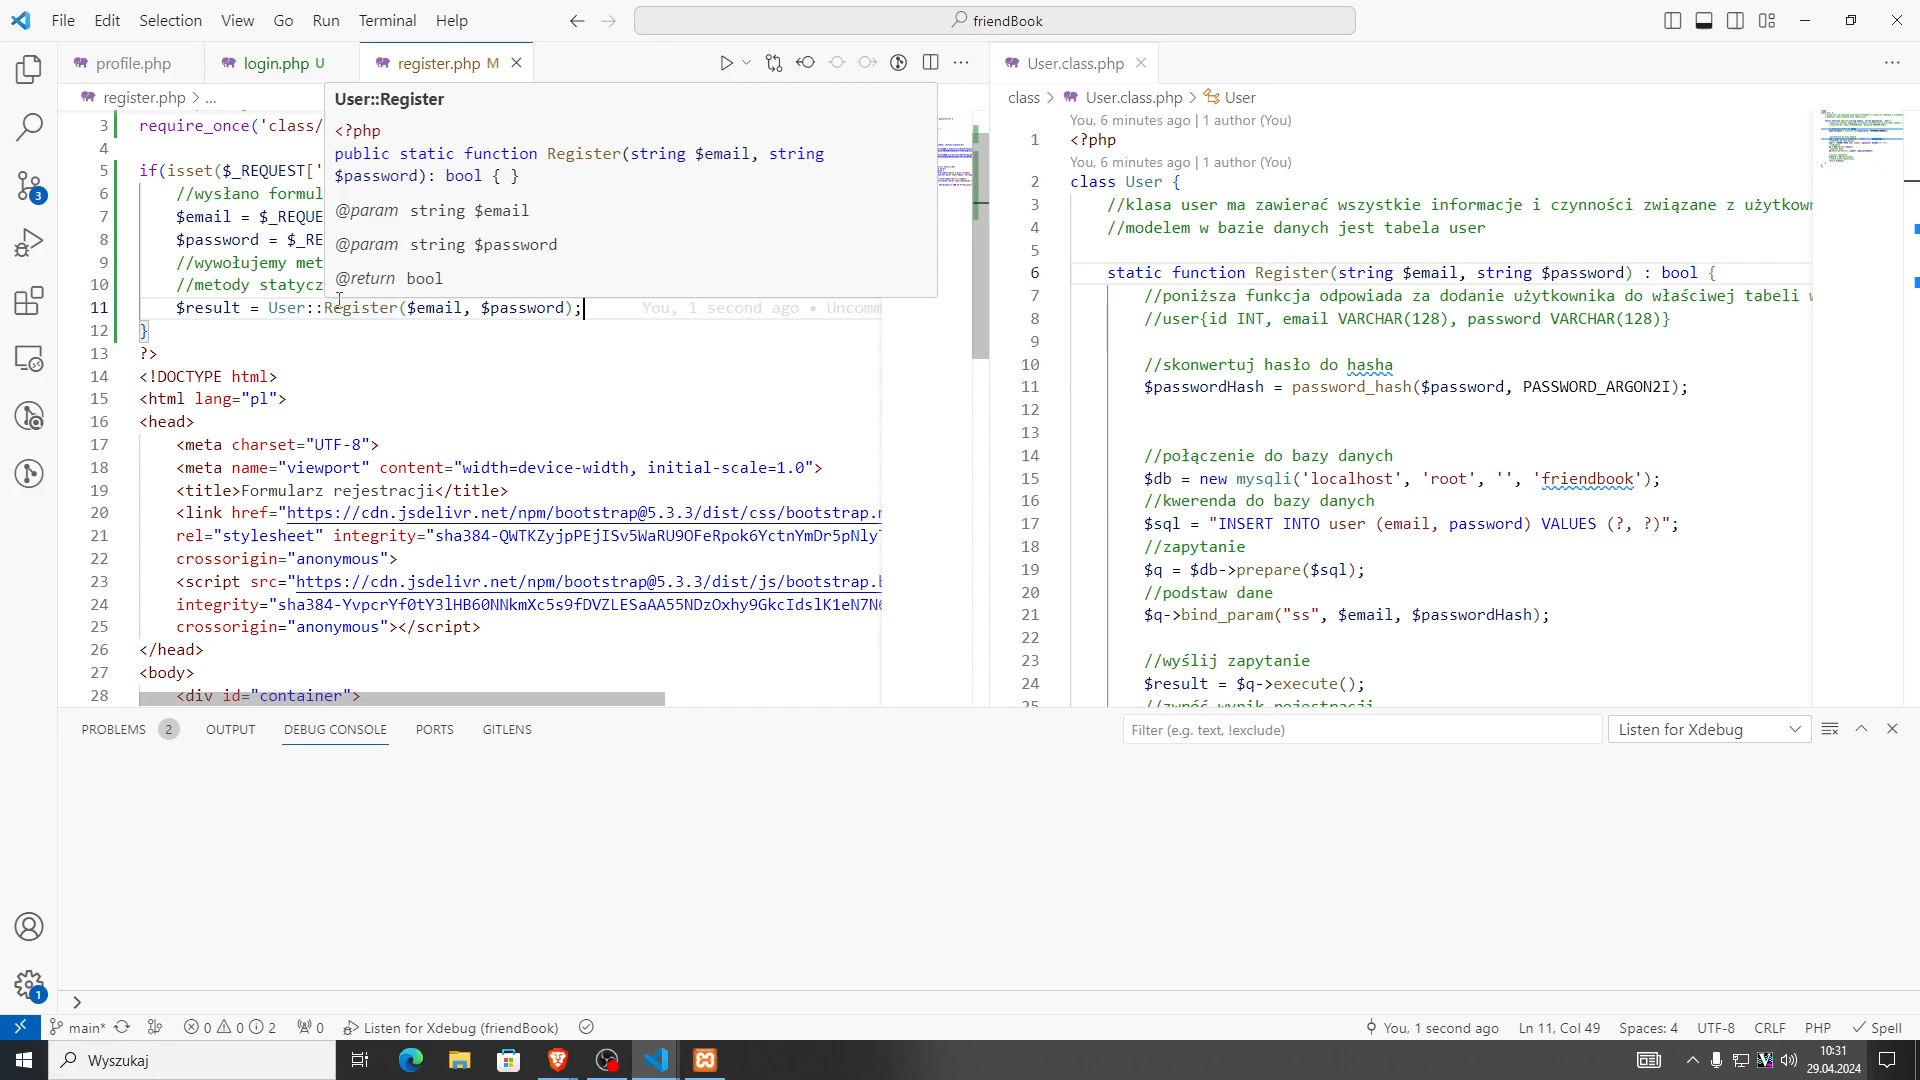 File Edit Selection View Go Run Terminal Help
friendBook
profile.php
login.php U
register.php M
User.class.php
register.php > ...
class > User.class.php > User
3 require_once('class/
4
5 if(isset($_REQUEST['
6 //wysłano formul
7 $email = $_REQUE
8 $password = $_RE
9 //wywołujemy met
10 //metody statycz
11 $result = User::Register($email, $password);
You, 1 second ago • Uncomm
12 }
13 ?>
14 <!DOCTYPE html>
15 <html lang="pl">
16 <head>
17 <meta charset="UTF-8">
18 <meta name="viewport" content="width=device-width, initial-scale=1.0">
19 <title>Formularz rejestracji</title>
20 <link href="https://cdn.jsdelivr.net/npm/bootstrap@5.3.3/dist/css/bootstrap.
21 rel="stylesheet" integrity="sha384-QWTKZyjpPEjISv5WaRU9OFeRpok6YctnYmDr5pNly
22 crossorigin="anonymous">
23 <script src="https://cdn.jsdelivr.net/npm/bootstrap@5.3.3/dist/js/bootstrap.
24 integrity="sha384-YvpcrYf0tY3lHB60NNkmXc5s9fDVZLESaAA55NDzOxhy9GkcIdslK1eN7N
25 crossorigin="anonymous"></script>
26 </head>
27 <body>
28 <div id="container">
User::Register
<?php
public static function Register(string $email, string
$password): bool { }
@param string $email
@param string $password
@return bool
You, 6 minutes ago | 1 author (You)
1 <?php
You, 6 minutes ago | 1 author (You)
2 class User {
3 //klasa user ma zawierać wszystkie informacje i czynności związane z użytkow
4 //modelem w bazie danych jest tabela user
5
6 static function Register(string $email, string $password) : bool {
7 //poniższa funkcja odpowiada za dodanie użytkownika do właściwej tabeli w
8 //user{id INT, email VARCHAR(128), password VARCHAR(128)}
9
10 //skonwertuj hasło do hasha
11 $passwordHash = password_hash($password, PASSWORD_ARGON2I);
12
13
14 //połączenie do bazy danych
15 $db = new mysqli('localhost', 'root', '', 'friendbook');
16 //kwerenda do bazy danych
17 $sql = "INSERT INTO user (email, password) VALUES (?, ?)";
18 //zapytanie
19 $q = $db->prepare($sql);
20 //podstaw dane
21 $q->bind_param("ss", $email, $passwordHash);
22
23 //wyślij zapytanie
24 $result = $q->execute();
25 //zwróć wynik rejestracji
3
PROBLEMS 2 OUTPUT DEBUG CONSOLE PORTS GITLENS
Filter (e.g. text, !exclude)
Listen for Xdebug
1
main* 0 0 2 0 Listen for Xdebug (friendBook)
You, 1 second ago Ln 11, Col 49 Spaces: 4 UTF-8 CRLF PHP Spell
Wyszukaj
10:31
29.04.2024